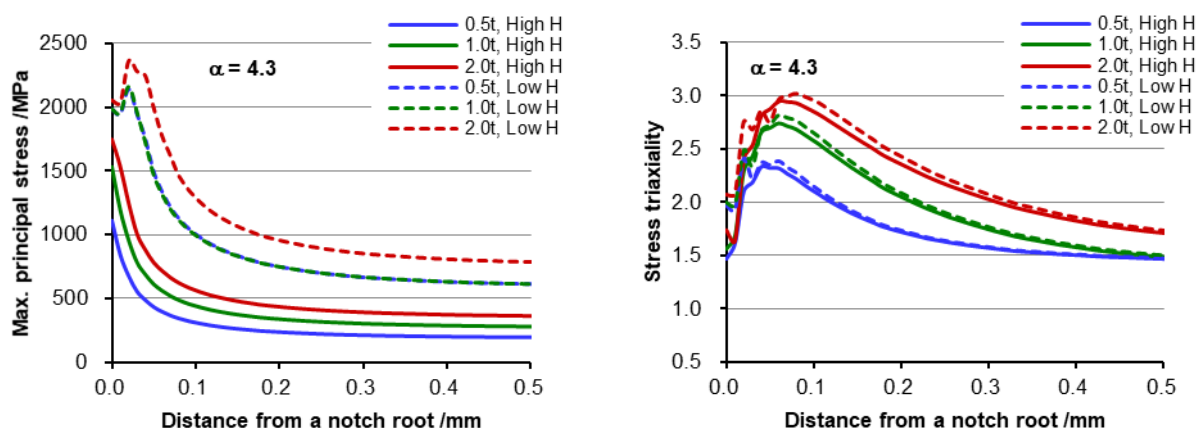 0.5t, High H
1.0t, High H
2.0t, High H
0.5t, Low H
1.0t, Low H
2.0t, Low H
α = 4.3
Max. principal stress /MPa
2500
2000
1500
1000
500
0
0.0 0.1 0.2 0.3 0.4 0.5
Distance from a notch root /mm
0.5t, High H
1.0t, High H
2.0t, High H
0.5t, Low H
1.0t, Low H
2.0t, Low H
α = 4.3
Stress triaxiality
3.5
3.0
2.5
2.0
1.5
1.0
0.5
0.0 0.1 0.2 0.3 0.4 0.5
Distance from a notch root /mm